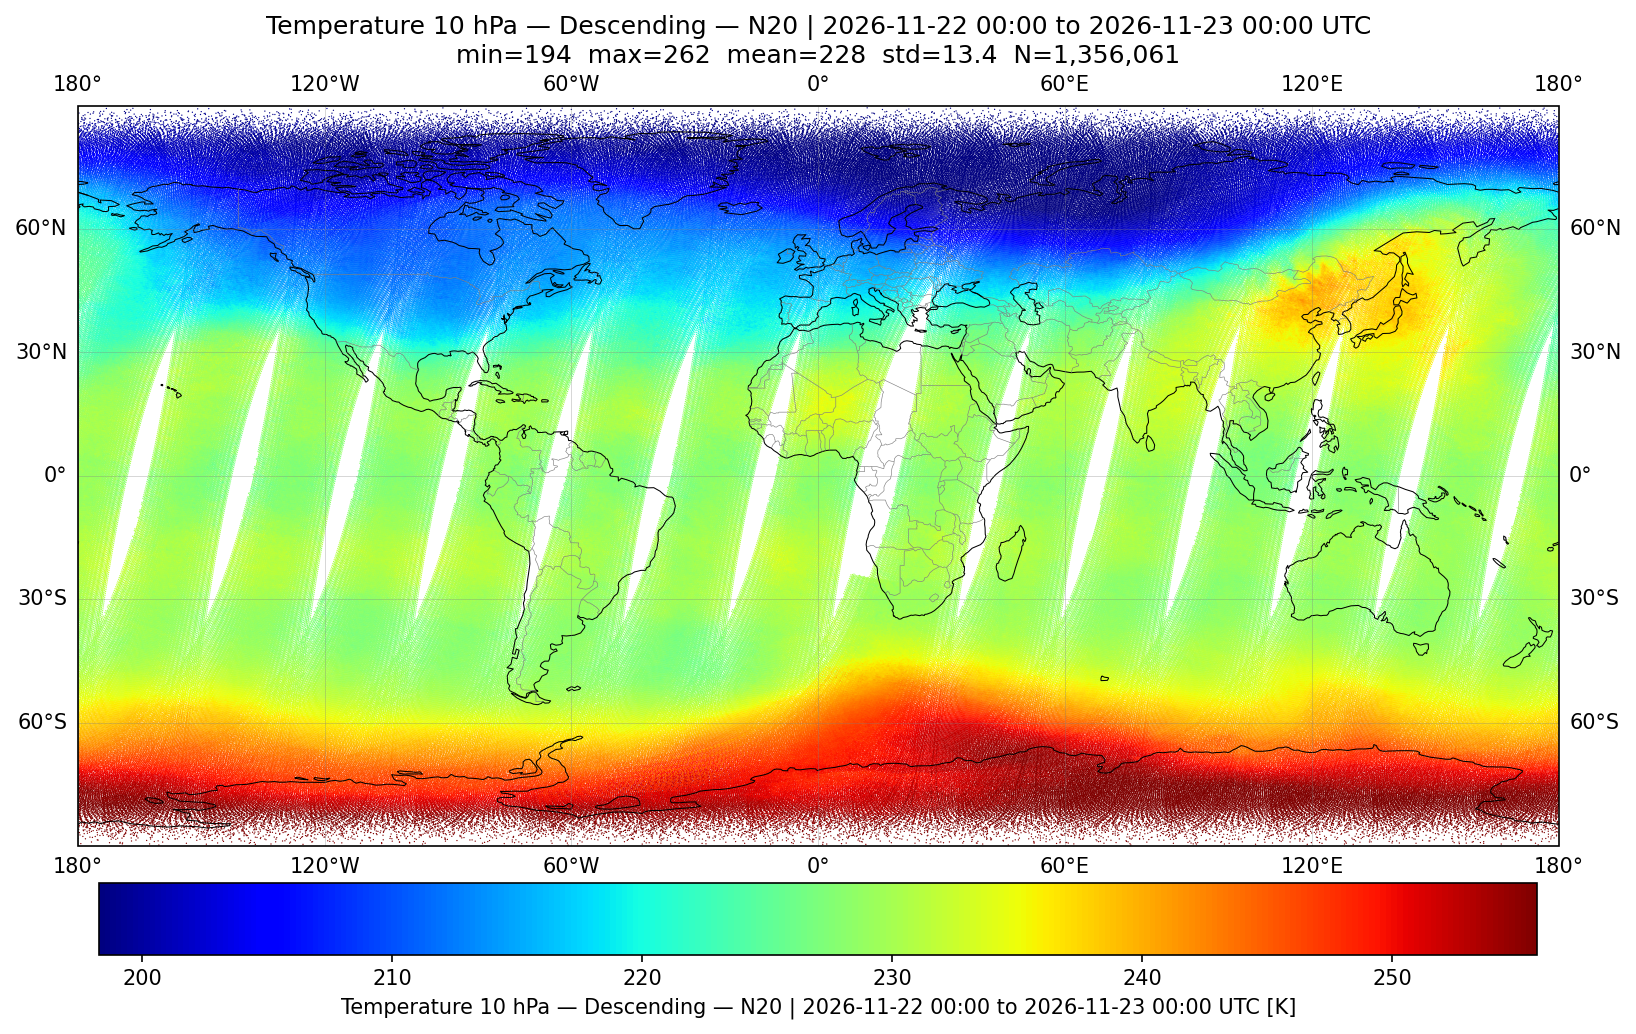 Temperature 10 hPa — Descending — N20 | 2026-11-22 00:00 to 2026-11-23 00:00 UTC
min=194  max=262  mean=228  std=13.4  N=1,356,061
180° 120°W 60°W 0° 60°E 120°E 180°
60°N 60°N
30°N 30°N
0° 0°
30°S 30°S
60°S 60°S
180° 120°W 60°W 0° 60°E 120°E 180°
200 210 220 230 240 250
Temperature 10 hPa — Descending — N20 | 2026-11-22 00:00 to 2026-11-23 00:00 UTC [K]